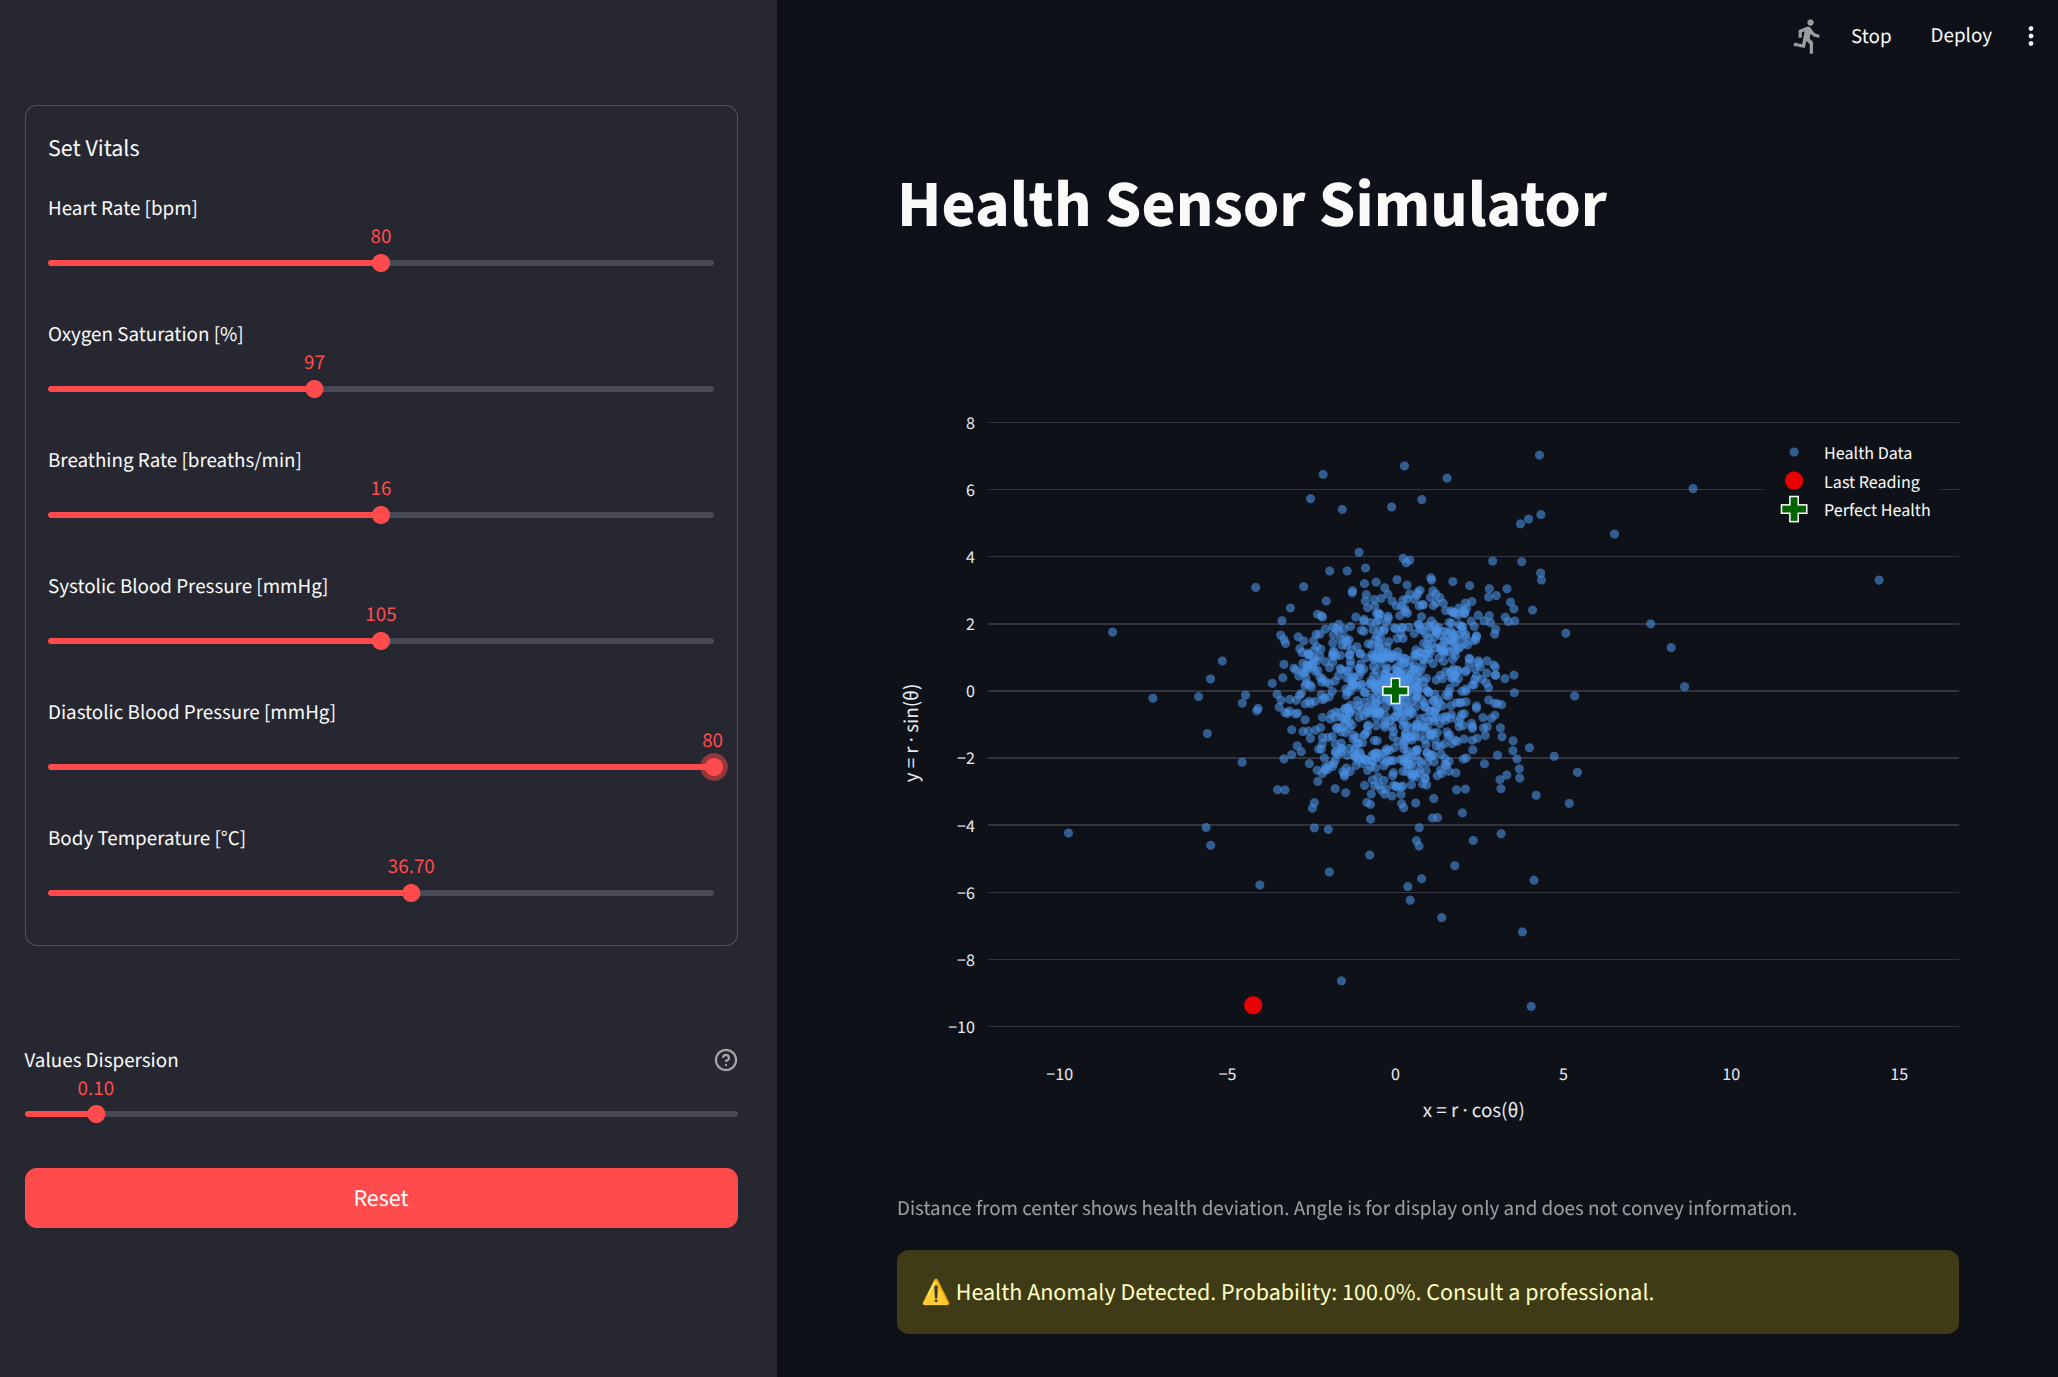 Stop
Deploy
Set Vitals
Heart Rate [bpm]
80
Oxygen Saturation [%]
97
Breathing Rate [breaths/min]
16
Systolic Blood Pressure [mmHg]
105
Diastolic Blood Pressure [mmHg]
80
Body Temperature [°C]
36.70
Values Dispersion
0.10
Reset
Health Sensor Simulator
8
6
4
2
0
−2
−4
−6
−8
−10
y = r · sin(θ)
Health Data
Last Reading
Perfect Health
−10
−5
0
5
10
15
x = r · cos(θ)
Distance from center shows health deviation. Angle is for display only and does not convey information.
⚠️ Health Anomaly Detected. Probability: 100.0%. Consult a professional.